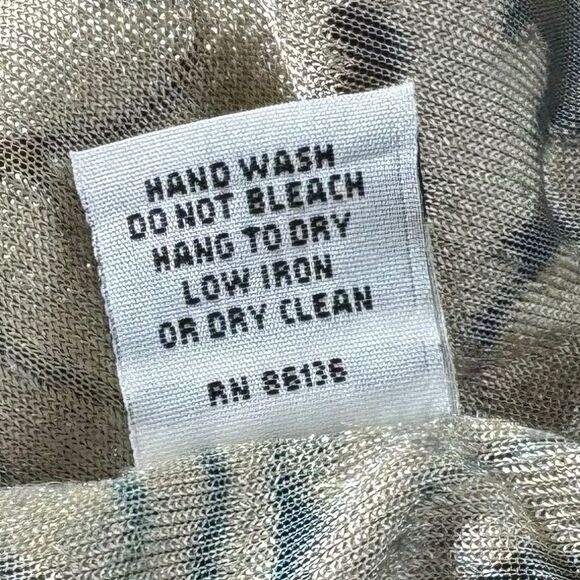 HAND WASH
DO NOT BLEACH
HANG TO DRY
LOW IRON
OR DRY CLEAN
RN 86136